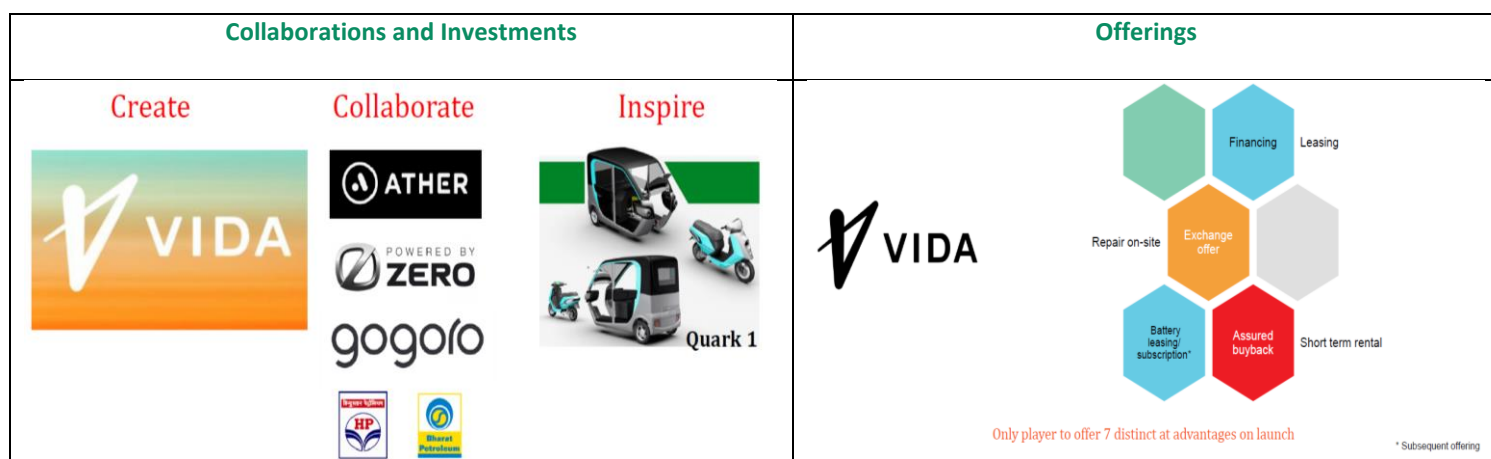 Collaborations and Investments
Create
Collaborate
Inspire
VIDA
ATHER
POWERED BY
ZERO
gogoro
Quark 1
हिन्दुस्तान पेट्रोलियम
HP
Bharat
Petroleum
Offerings
VIDA
Financing
Leasing
Repair on-site
Exchange
offer
Battery
leasing/
subscription*
Assured
buyback
Short term rental
Only player to offer 7 distinct at advantages on launch
* Subsequent offering